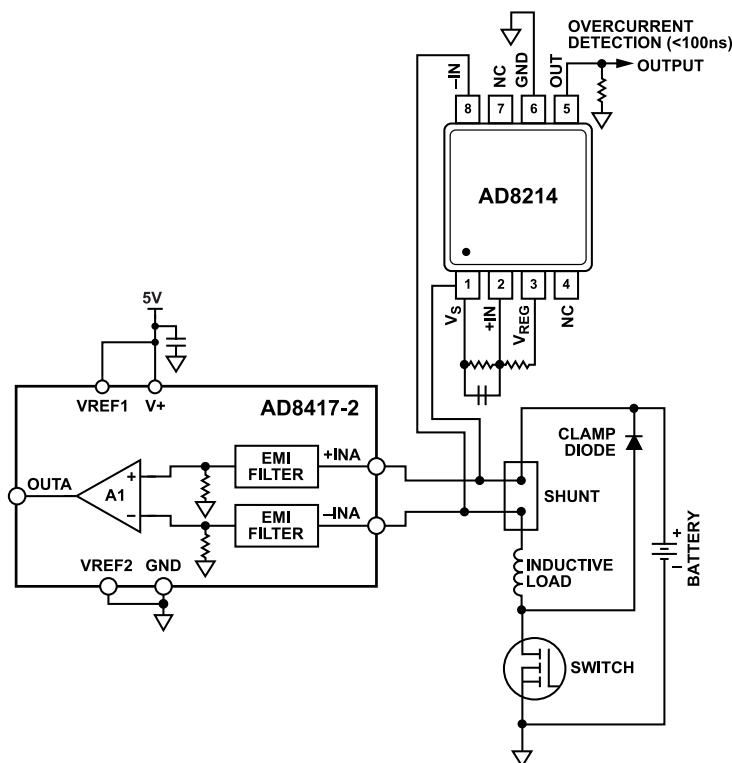 OVERCURRENT
DETECTION (<100ns)
OUTPUT
–IN
NC
GND
OUT
8
7
6
5
AD8214
1
2
3
4
VS
+IN
VREG
NC
5V
VREF1
V+
AD8417-2
CLAMP
DIODE
EMI
FILTER
+INA
OUTA
+
A1
–
SHUNT
EMI
FILTER
–INA
+
–
BATTERY
VREF2
GND
INDUCTIVE
LOAD
SWITCH